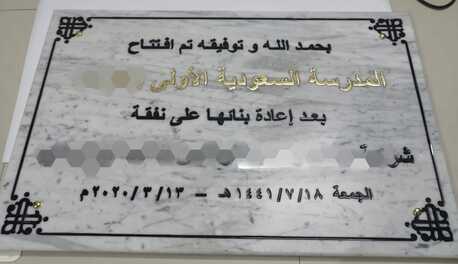 بحمد الله و توفيقه تم افتتاح
المدرسة السعودية الأولى
بعد إعادة بنائها على نفقة
الجمعة ١٤٤١/٧/١٨هـ – ٢٠٢٠/٣/١٣م